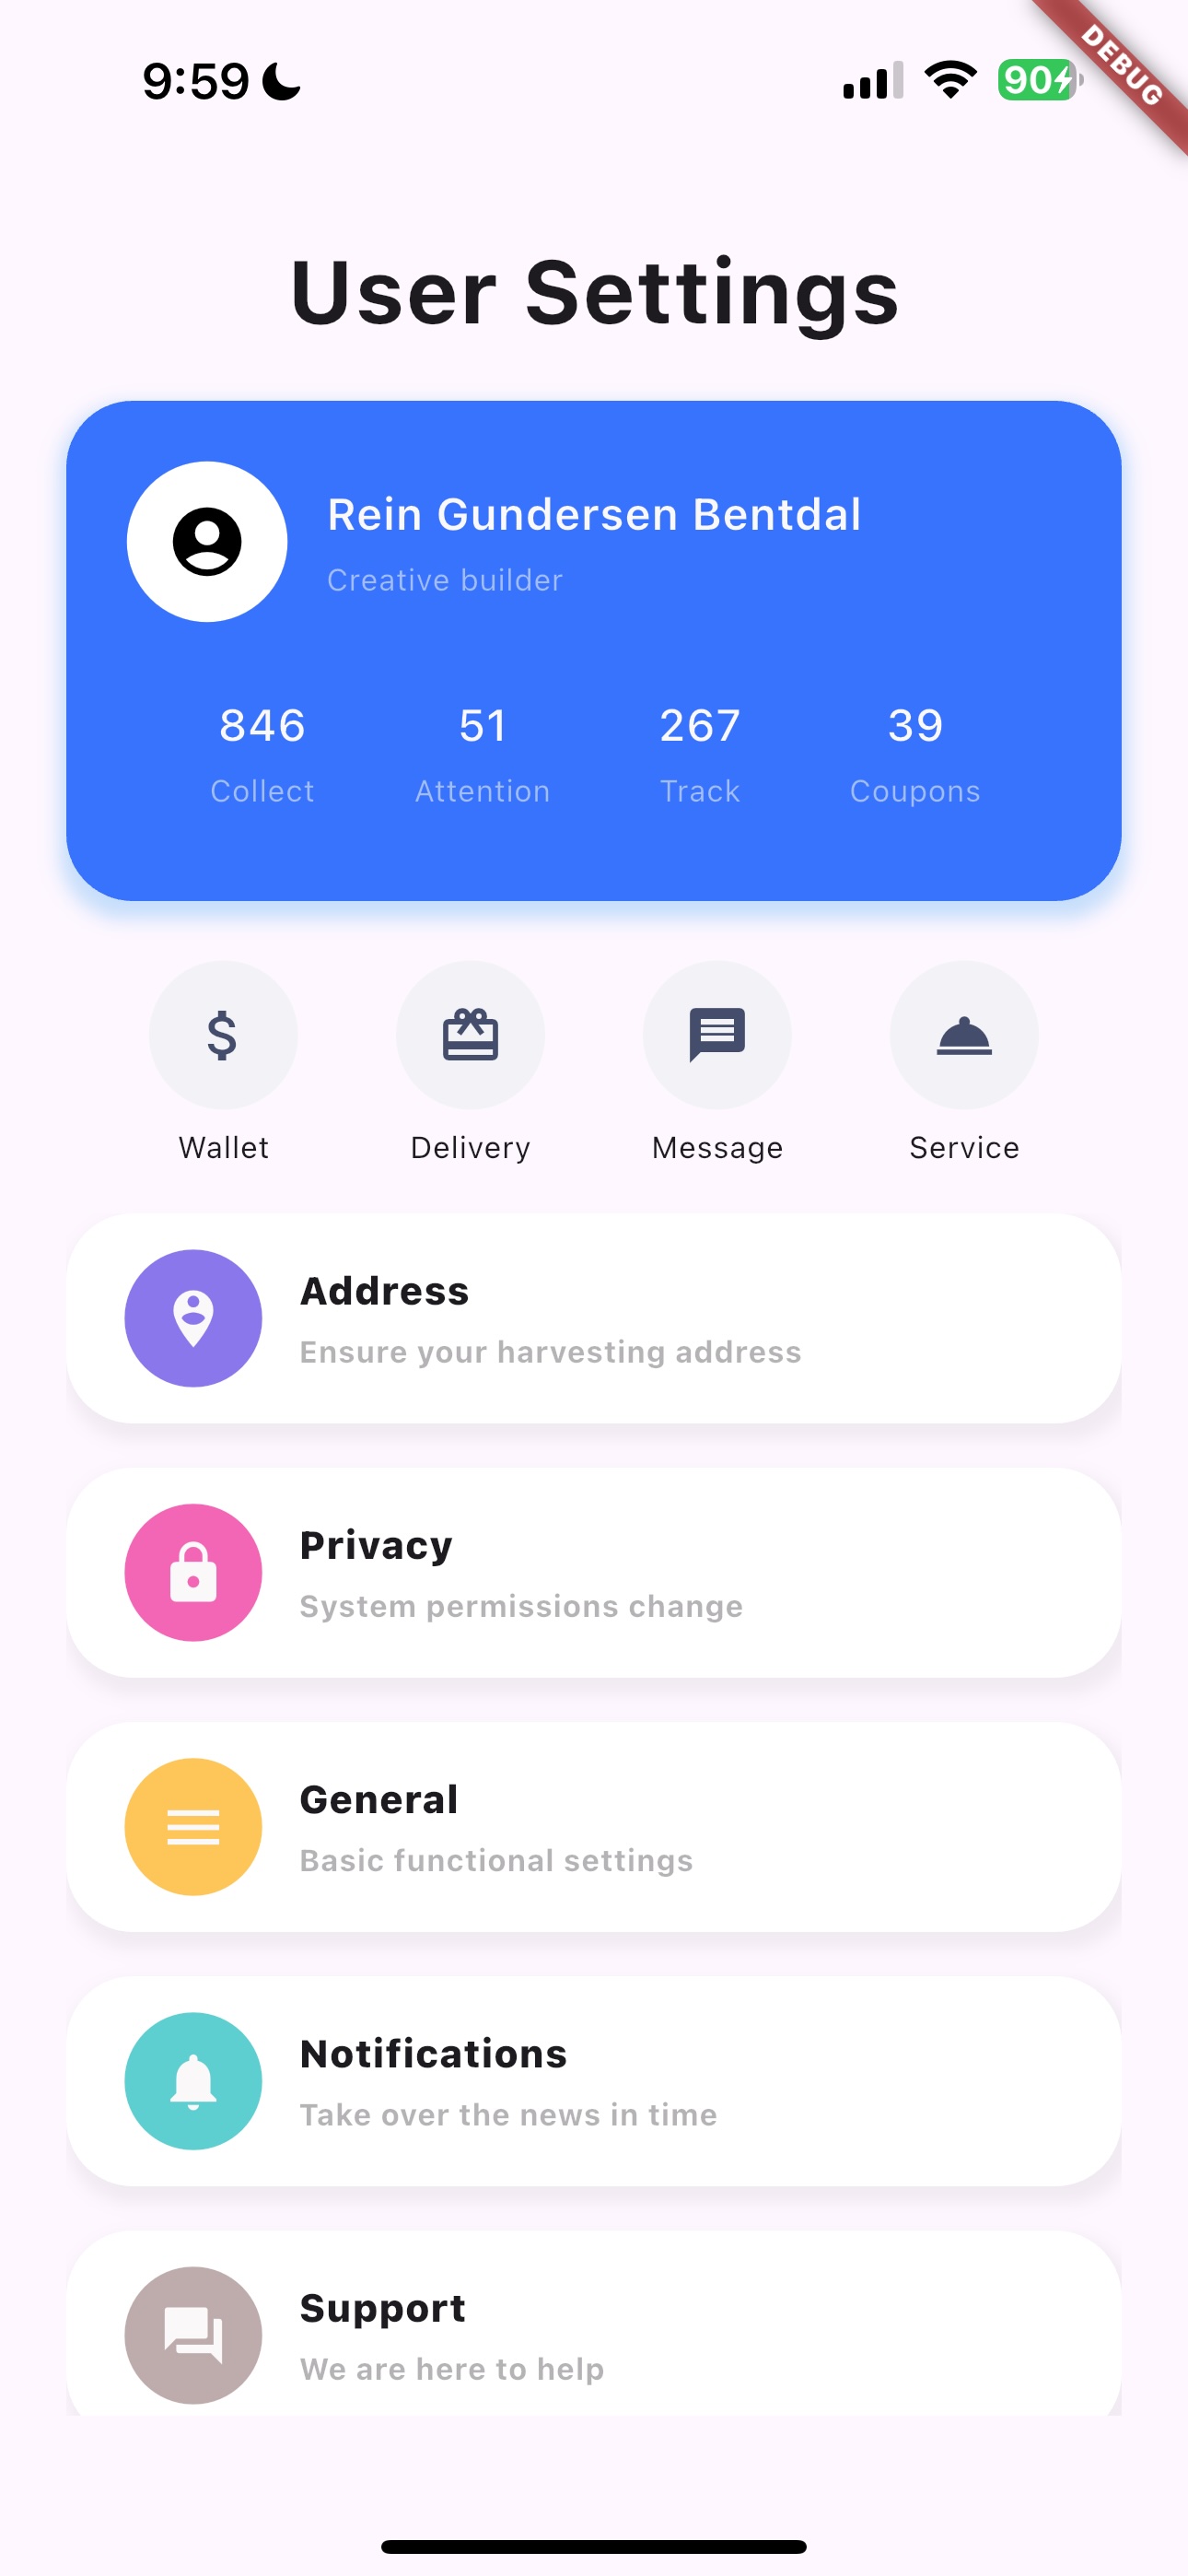 9:59
90
DEBUG
User Settings
Rein Gundersen Bentdal
Creative builder
846 51 267 39
Collect Attention Track Coupons
Wallet Delivery Message Service
Address
Ensure your harvesting address
Privacy
System permissions change
General
Basic functional settings
Notifications
Take over the news in time
Support
We are here to help